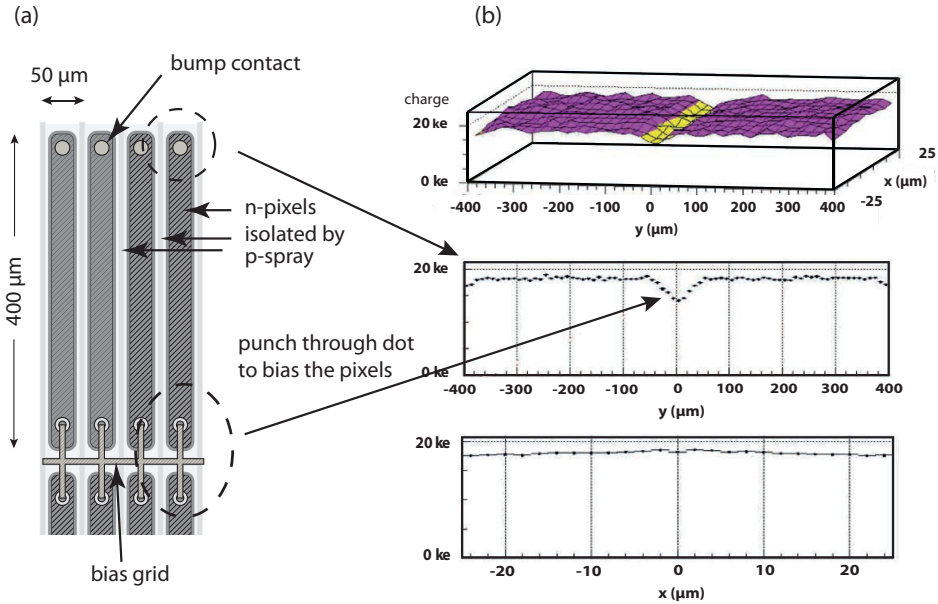 (a)
50 μm
bump contact
400 μm
n-pixels
isolated by
p-spray
punch through dot
to bias the pixels
bias grid
(b)
charge
20 ke
0 ke
-400 -300 -200 -100 0 100 200 300 400
y (μm)
-25
x (μm)
25
20 ke
0 ke
-400 -300 -200 -100 0 100 200 300 400
y (μm)
20 ke
0 ke
-20 -10 0 10 20
x (μm)